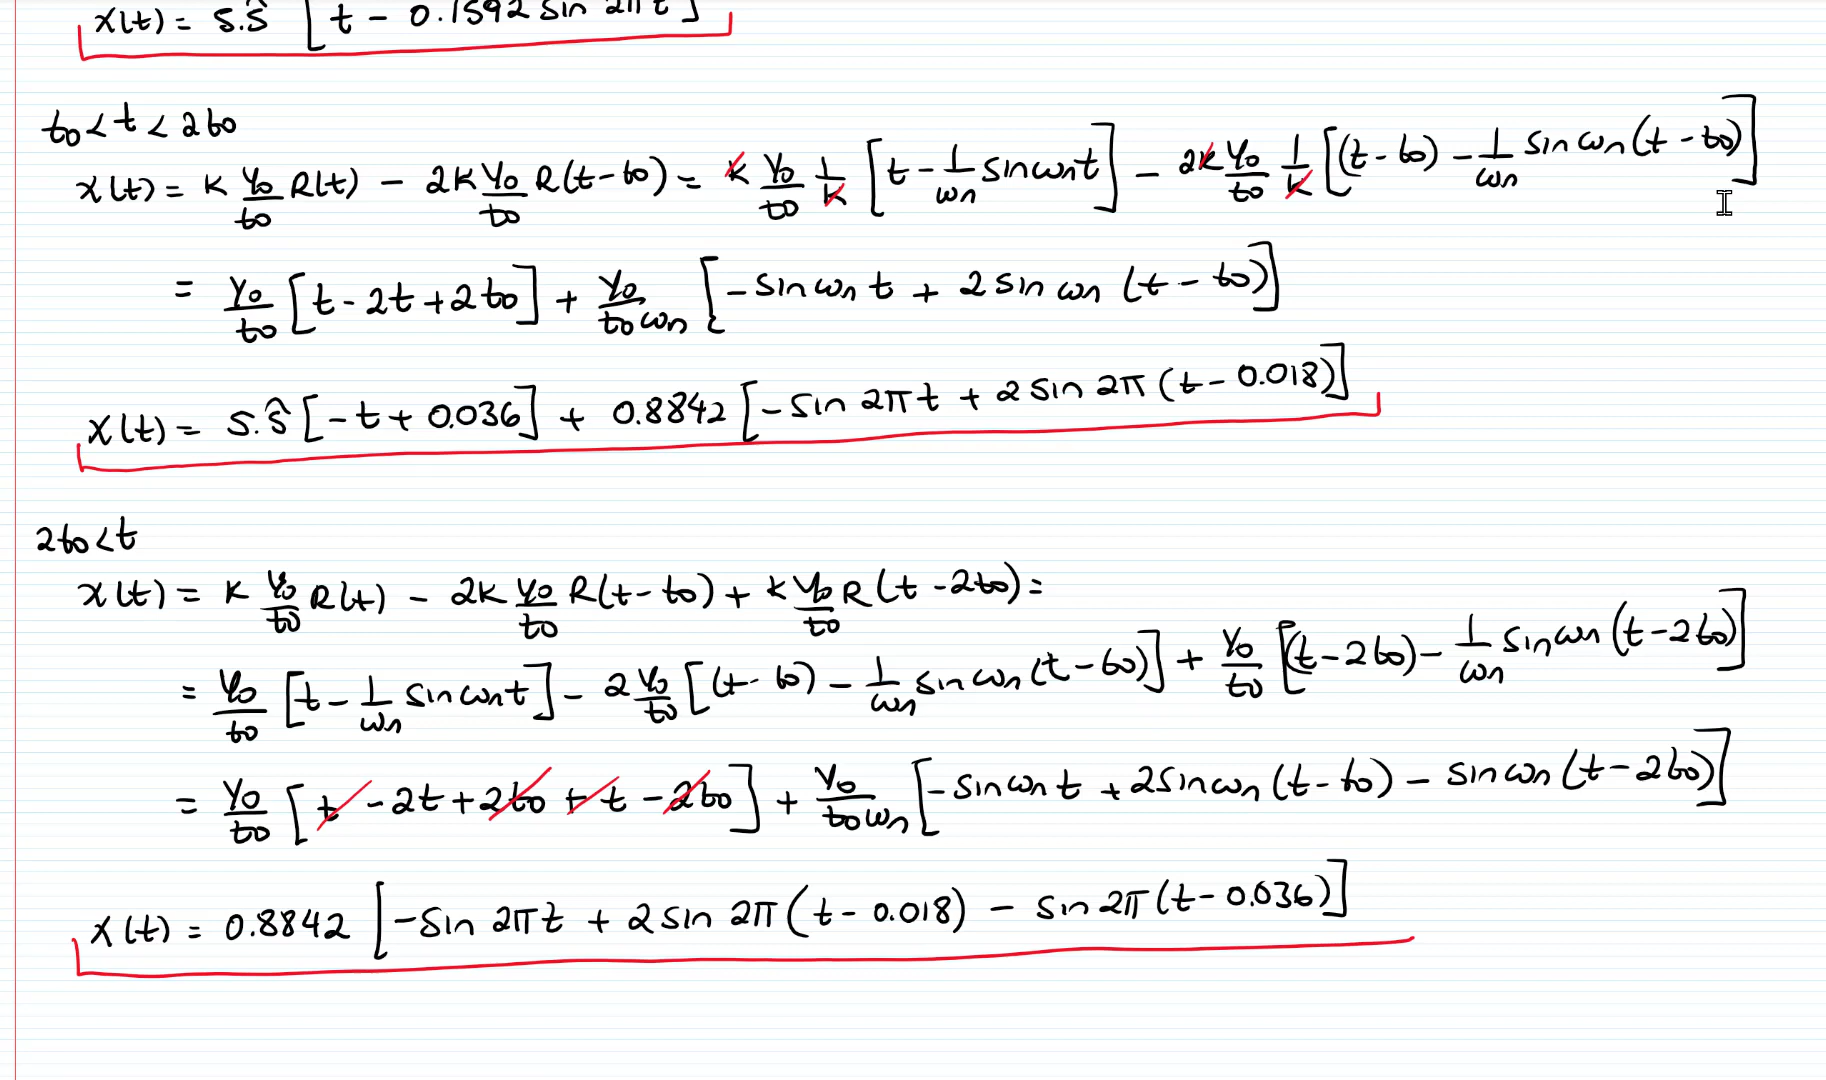 x(t) = 5.5̂ [t - 0.1592 sin 2π t]
t0 < t < 2t0
x(t) = K Y0/t0 R(t) - 2K Y0/t0 R(t-t0) = K Y0/t0 1/K [t - 1/ωn sin ωnt] - 2K Y0/t0 1/K [(t-t0) - 1/ωn sin ωn (t-t0)]
= Y0/t0 [t - 2t + 2t0] + Y0/t0ωn [-sin ωn t + 2 sin ωn (t - t0)]
x(t) = 5.5̂ [-t + 0.036] + 0.8842 [-sin 2π t + 2 sin 2π (t - 0.018)]
2t0 < t
x(t) = K Y0/t0 R(t) - 2K Y0/t0 R(t-t0) + K Y0/t0 R(t-2t0) =
= Y0/t0 [t - 1/ωn sin ωnt] - 2 Y0/t0 [(t-t0) - 1/ωn sin ωn (t-t0)] + Y0/t0 [(t-2t0) - 1/ωn sin ωn (t-2t0)]
= Y0/t0 [t - 2t + 2t0 + t - 2t0] + Y0/t0ωn [-sin ωn t + 2 sin ωn (t-t0) - sin ωn (t-2t0)]
x(t) = 0.8842 [-sin 2π t + 2 sin 2π (t - 0.018) - sin 2π (t - 0.036)]